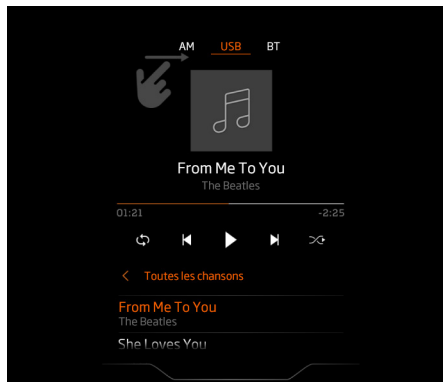 AM USB BT
From Me To You
The Beatles
01:21 -2:25
Toutes les chansons
From Me To You
The Beatles
She Loves You